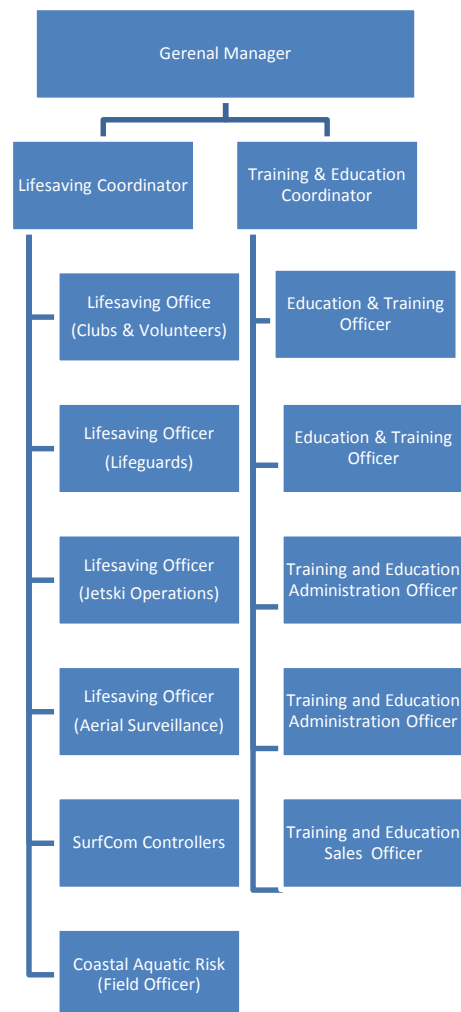 Gerenal Manager
Lifesaving Coordinator
Training & Education
Coordinator
Lifesaving Office
(Clubs & Volunteers)
Lifesaving Officer
(Lifeguards)
Lifesaving Officer
(Jetski Operations)
Lifesaving Officer
(Aerial Surveillance)
SurfCom Controllers
Coastal Aquatic Risk
(Field Officer)
Education & Training
Officer
Education & Training
Officer
Training and Education
Administration Officer
Training and Education
Administration Officer
Training and Education
Sales Officer